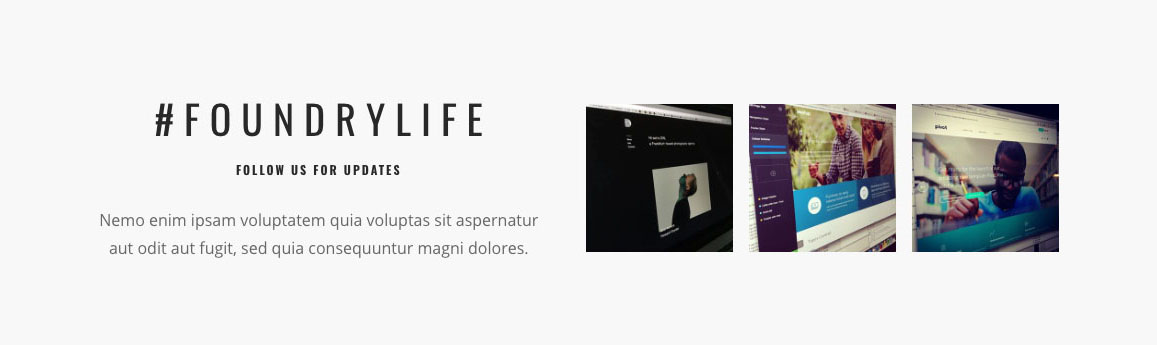 #FOUNDRYLIFE
FOLLOW US FOR UPDATES
Nemo enim ipsam voluptatem quia voluptas sit aspernatur
aut odit aut fugit, sed quia consequuntur magni dolores.
pivot